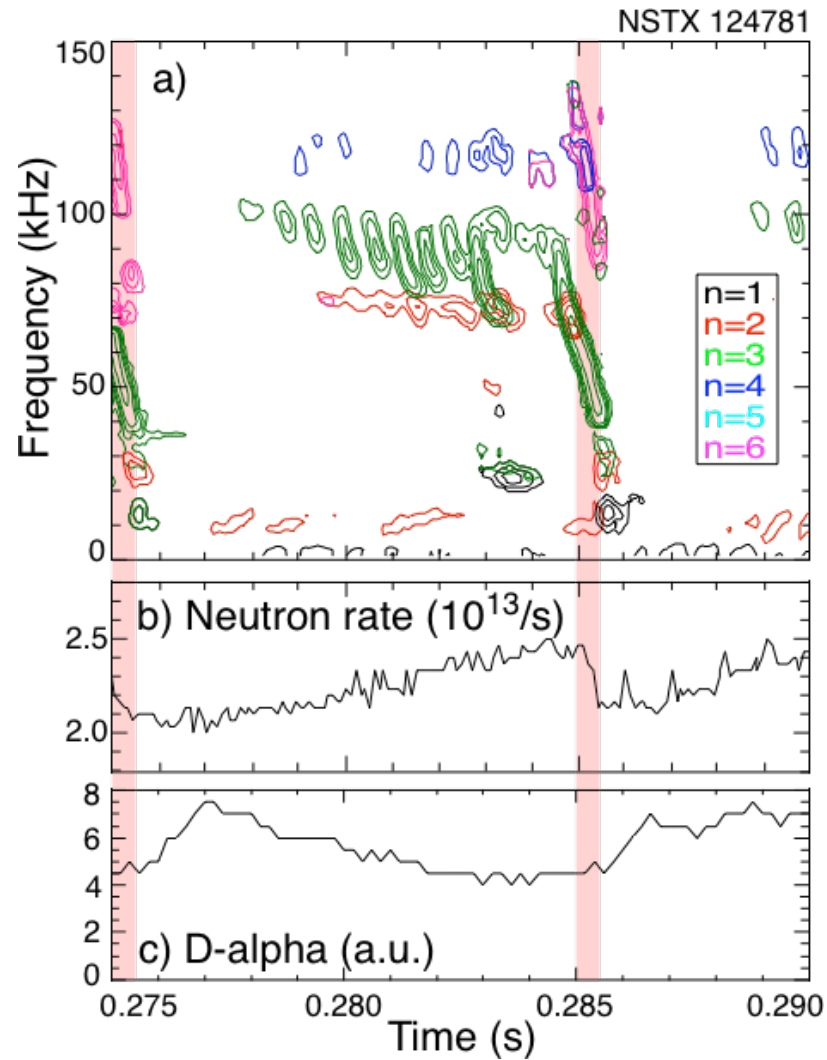 NSTX 124781
a)
Frequency (kHz)
150
100
50
0
n=1
n=2
n=3
n=4
n=5
n=6
b) Neutron rate (10¹³/s)
2.5
2.0
c) D-alpha (a.u.)
8
6
4
2
0
0.275 0.280 0.285 0.290
Time (s)